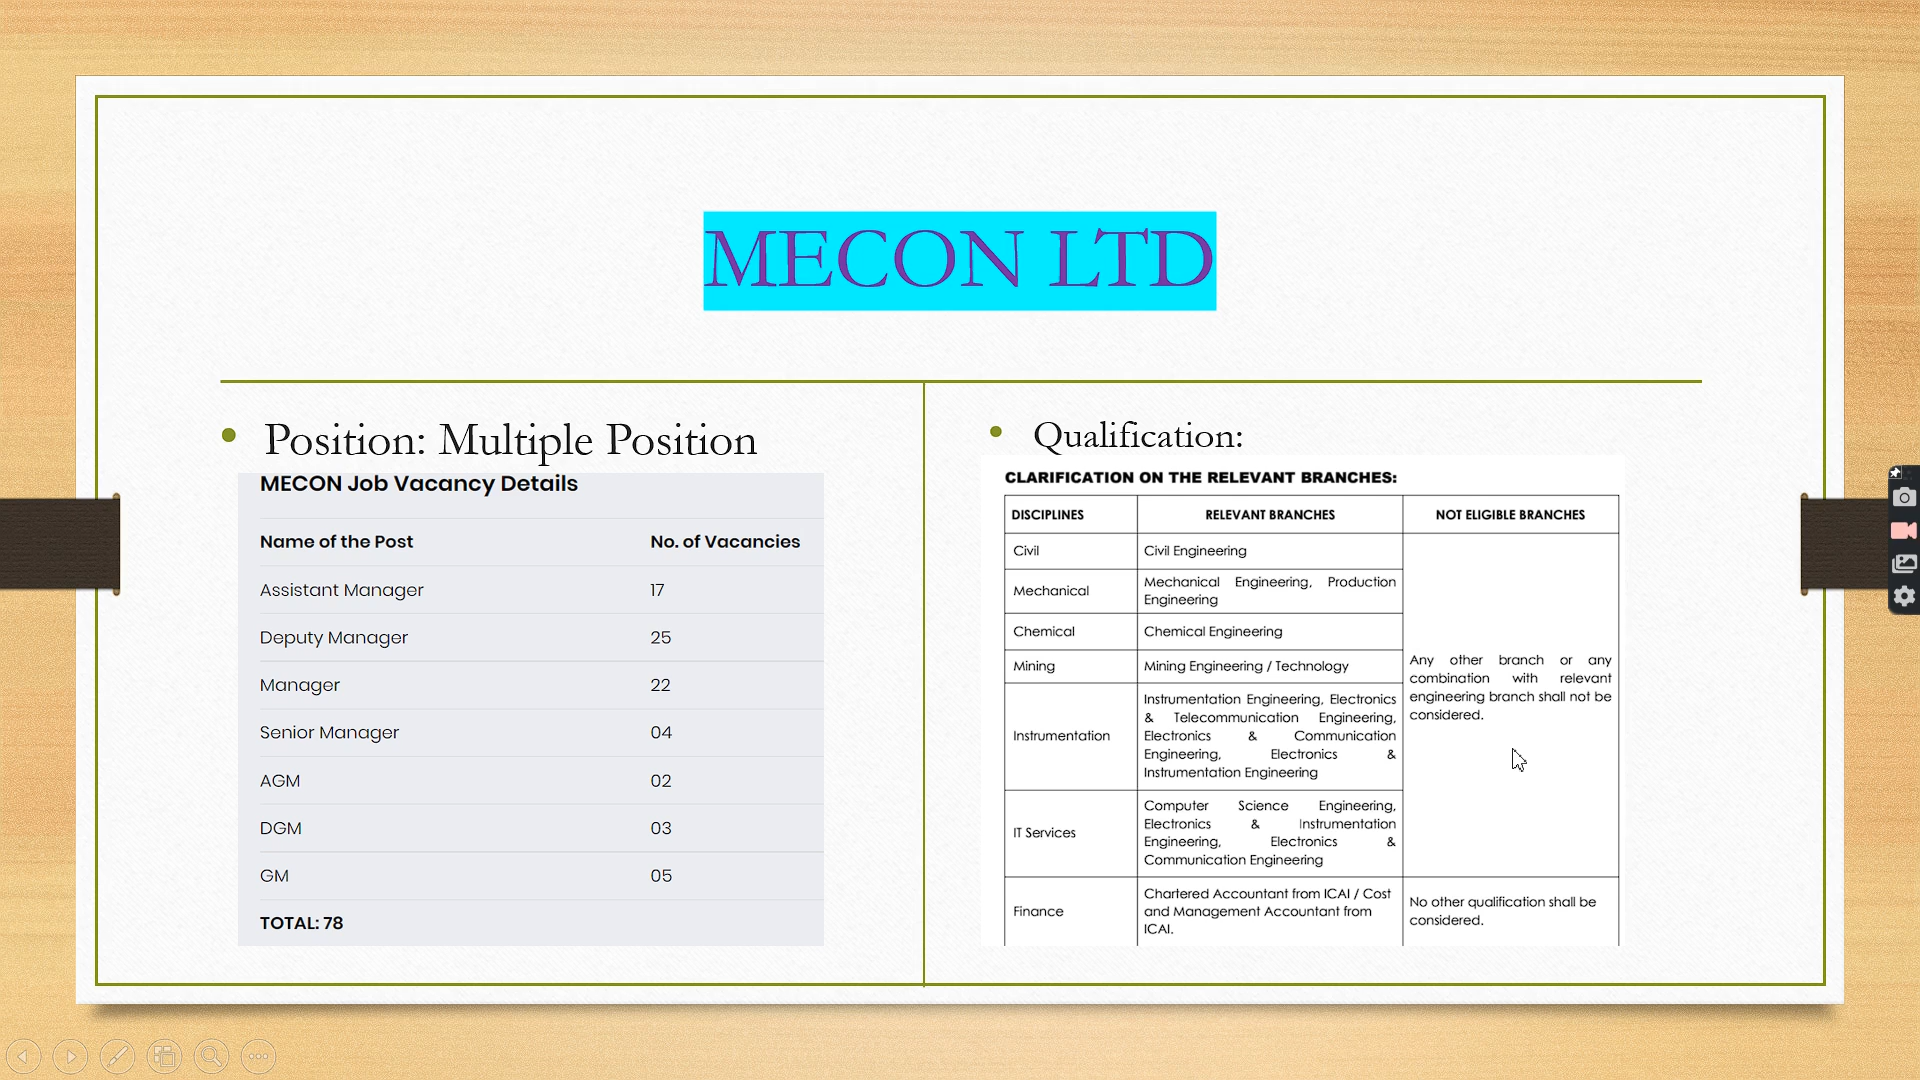 MECON LTD
• Position: Multiple Position
MECON Job Vacancy Details
Name of the Post No. of Vacancies
Assistant Manager 17
Deputy Manager 25
Manager 22
Senior Manager 04
AGM 02
DGM 03
GM 05
TOTAL: 78
• Qualification:
CLARIFICATION ON THE RELEVANT BRANCHES:
DISCIPLINES RELEVANT BRANCHES NOT ELIGIBLE BRANCHES
Civil Civil Engineering
Mechanical Mechanical Engineering, Production
Engineering
Chemical Chemical Engineering
Mining Mining Engineering / Technology
Instrumentation Instrumentation Engineering, Electronics
& Telecommunication Engineering,
Electronics & Communication
Engineering, Electronics &
Instrumentation Engineering
IT Services Computer Science Engineering,
Electronics & Instrumentation
Engineering, Electronics &
Communication Engineering
Any other branch or any
combination with relevant
engineering branch shall not be
considered.
Finance Chartered Accountant from ICAI / Cost
and Management Accountant from
ICAI.
No other qualification shall be
considered.